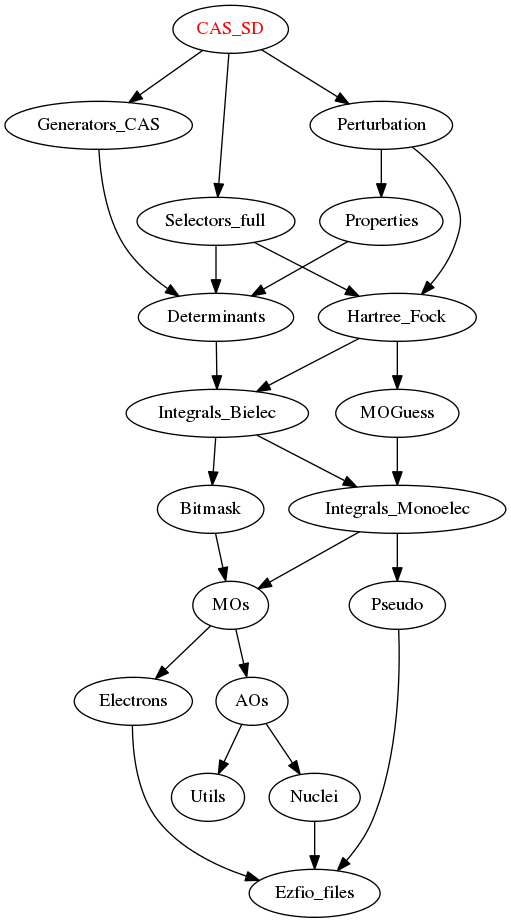 CAS_SD
Generators_CAS
Perturbation
Selectors_full
Properties
Determinants
Hartree_Fock
Integrals_Bielec
MOGuess
Bitmask
Integrals_Monoelec
MOs
Pseudo
Electrons
AOs
Utils
Nuclei
Ezfio_files